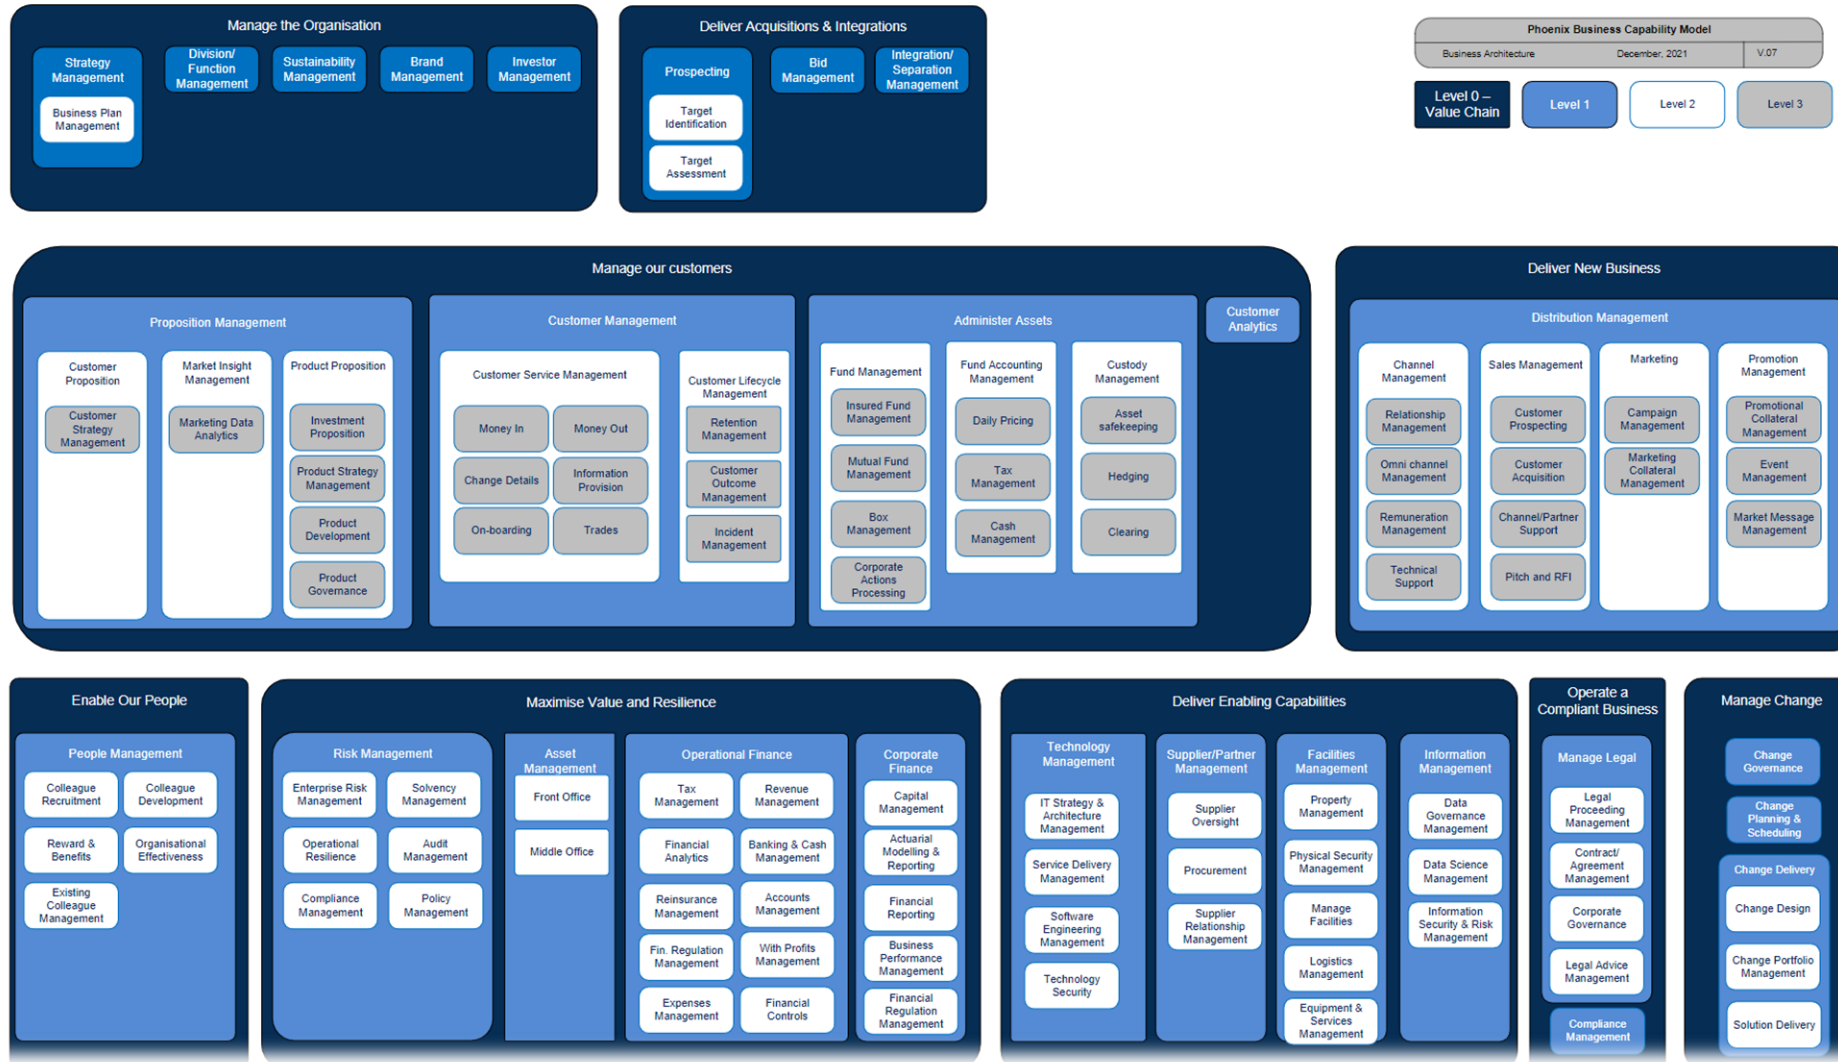 Manage the Organisation
Strategy
Management
Business Plan
Management
Division/
Function
Management
Sustainability
Management
Brand
Management
Investor
Management
Deliver Acquisitions & Integrations
Prospecting
Target
Identification
Target
Assessment
Bid
Management
Integration/
Separation
Management
Phoenix Business Capability Model
Business Architecture
December, 2021
V.07
Level 0 –
Value Chain
Level 1
Level 2
Level 3
Manage our customers
Proposition Management
Customer
Proposition
Customer
Strategy
Management
Market Insight
Management
Marketing Data
Analytics
Product Proposition
Investment
Proposition
Product Strategy
Management
Product
Development
Product
Governance
Customer Management
Customer Service Management
Money In
Money Out
Change Details
Information
Provision
On-boarding
Trades
Customer Lifecycle
Management
Retention
Management
Customer
Outcome
Management
Incident
Management
Administer Assets
Fund Management
Insured Fund
Management
Mutual Fund
Management
Box
Management
Corporate
Actions
Processing
Fund Accounting
Management
Daily Pricing
Tax
Management
Cash
Management
Custody
Management
Asset
safekeeping
Hedging
Clearing
Customer
Analytics
Deliver New Business
Distribution Management
Channel
Management
Relationship
Management
Omni channel
Management
Remuneration
Management
Technical
Support
Sales Management
Customer
Prospecting
Customer
Acquisition
Channel/Partner
Support
Pitch and RFI
Marketing
Campaign
Management
Marketing
Collateral
Management
Promotion
Management
Promotional
Collateral
Management
Event
Management
Market Message
Management
Enable Our People
People Management
Colleague
Recruitment
Colleague
Development
Reward &
Benefits
Organisational
Effectiveness
Existing
Colleague
Management
Maximise Value and Resilience
Risk Management
Enterprise Risk
Management
Solvency
Management
Operational
Resilience
Audit
Management
Compliance
Management
Policy
Management
Asset
Management
Front Office
Middle Office
Operational Finance
Tax
Management
Revenue
Management
Financial
Analytics
Banking & Cash
Management
Reinsurance
Management
Accounts
Management
Fin. Regulation
Management
With Profits
Management
Expenses
Management
Financial
Controls
Corporate
Finance
Capital
Management
Actuarial
Modelling &
Reporting
Financial
Reporting
Business
Performance
Management
Financial
Regulation
Management
Deliver Enabling Capabilities
Technology
Management
IT Strategy &
Architecture
Management
Service Delivery
Management
Software
Engineering
Management
Technology
Security
Supplier/Partner
Management
Supplier
Oversight
Procurement
Supplier
Relationship
Management
Facilities
Management
Property
Management
Physical Security
Management
Manage
Facilities
Logistics
Management
Equipment &
Services
Management
Information
Management
Data
Governance
Management
Data Science
Management
Information
Security & Risk
Management
Operate a
Compliant Business
Manage Legal
Legal
Proceeding
Management
Contract/
Agreement
Management
Corporate
Governance
Legal Advice
Management
Compliance
Management
Manage Change
Change
Governance
Change
Planning &
Scheduling
Change Delivery
Change Design
Change Portfolio
Management
Solution Delivery